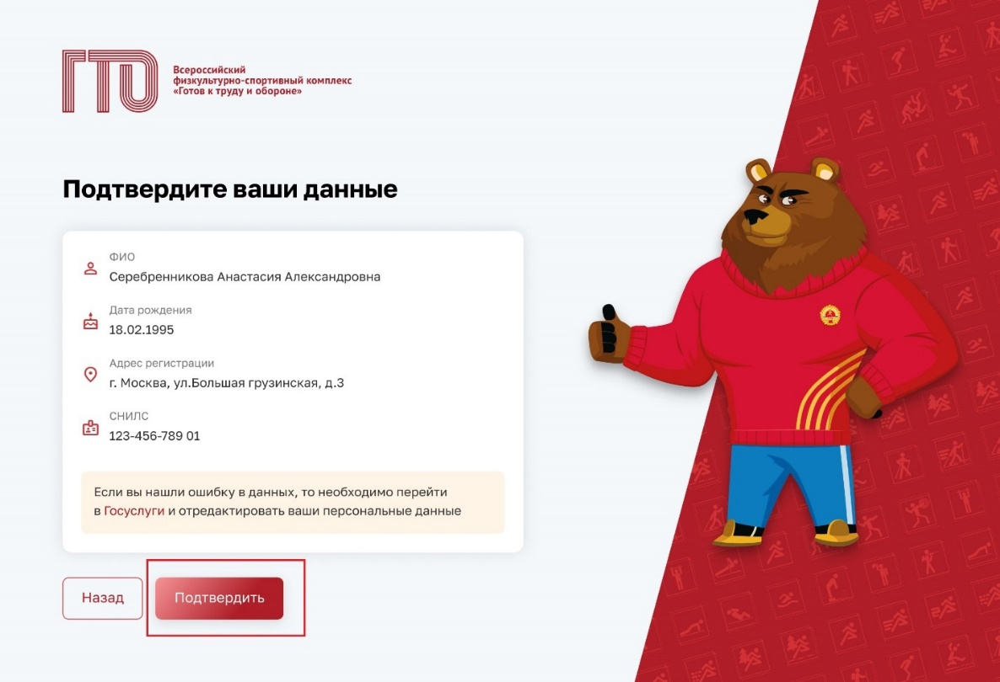 ГТО
Всероссийский
физкультурно-спортивный комплекс
«Готов к труду и обороне»
Подтвердите ваши данные
ФИО
Серебренникова Анастасия Александровна
Дата рождения
18.02.1995
Адрес регистрации
г. Москва, ул.Большая грузинская, д.3
СНИЛС
123-456-789 01
Если вы нашли ошибку в данных, то необходимо перейти
в Госуслуги и отредактировать ваши персональные данные
Назад
Подтвердить